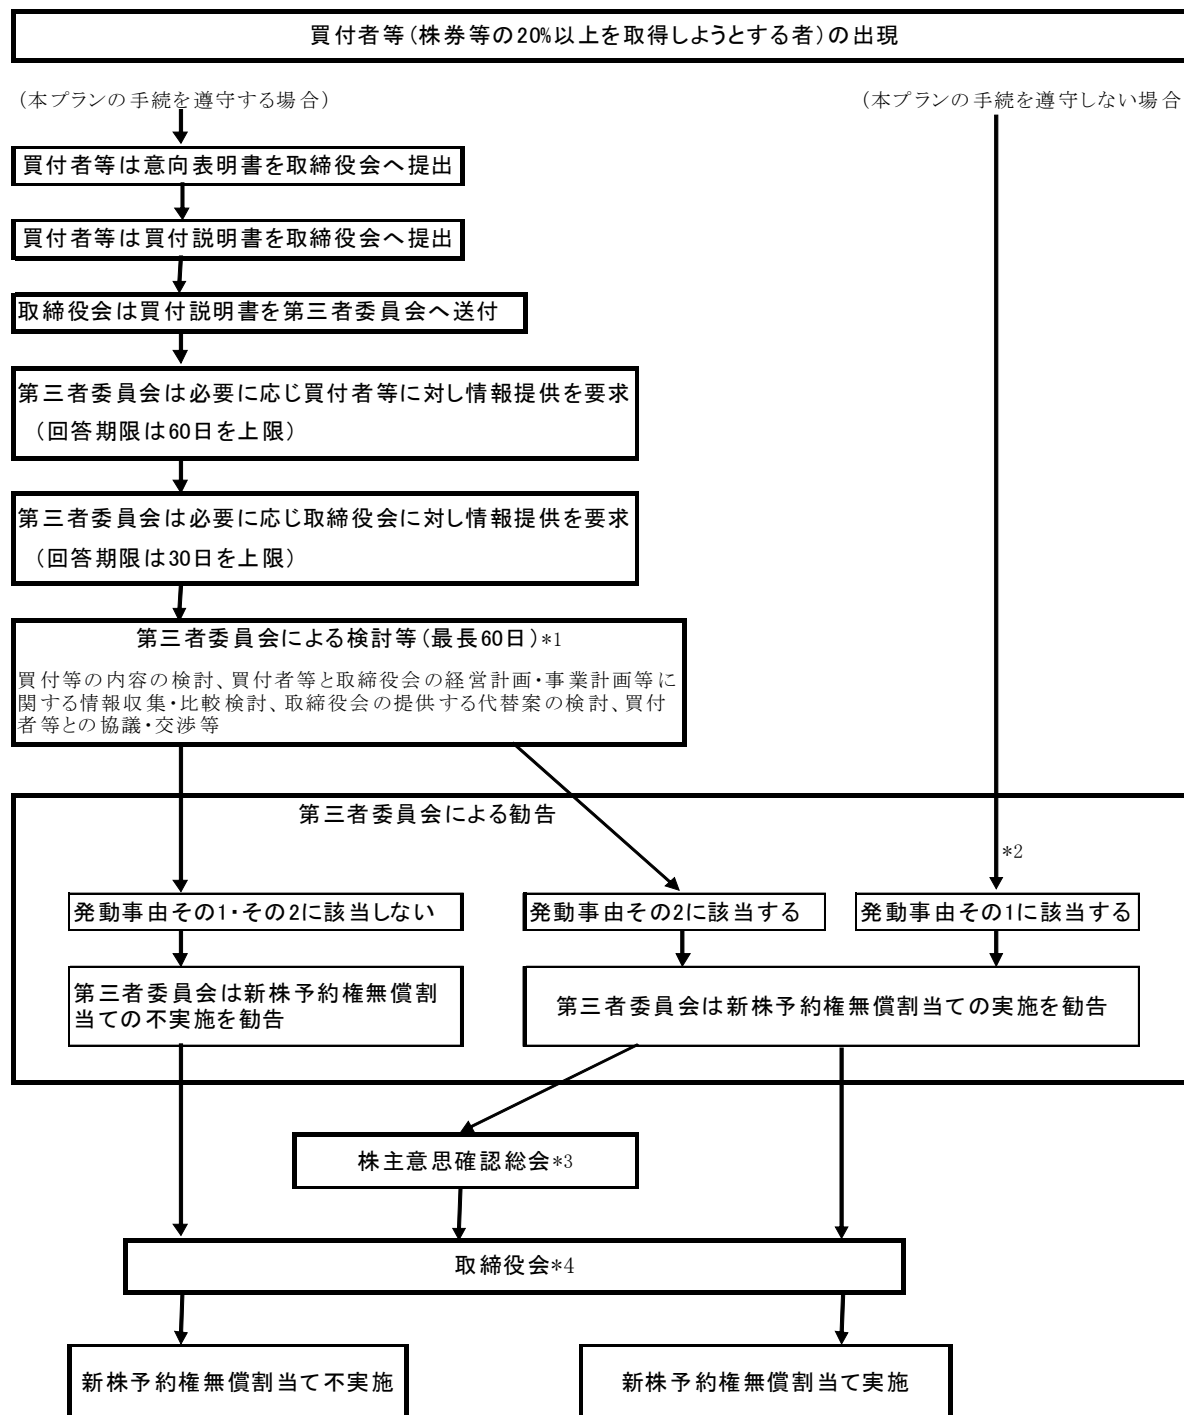 買付者等（株券等の20%以上を取得しようとする者）の出現
（本プランの手続を遵守する場合）
（本プランの手続を遵守しない場合
買付者等は意向表明書を取締役会へ提出
買付者等は買付説明書を取締役会へ提出
取締役会は買付説明書を第三者委員会へ送付
第三者委員会は必要に応じ買付者等に対し情報提供を要求
（回答期限は60日を上限）
第三者委員会は必要に応じ取締役会に対し情報提供を要求
（回答期限は30日を上限）
第三者委員会による検討等（最長60日）*1
買付等の内容の検討、買付者等と取締役会の経営計画・事業計画等に
関する情報収集・比較検討、取締役会の提供する代替案の検討、買付
者等との協議・交渉等
第三者委員会による勧告
*2
発動事由その1・その2に該当しない
発動事由その2に該当する
発動事由その1に該当する
第三者委員会は新株予約権無償割
当ての不実施を勧告
第三者委員会は新株予約権無償割当ての実施を勧告
株主意思確認総会*3
取締役会*4
新株予約権無償割当て不実施
新株予約権無償割当て実施